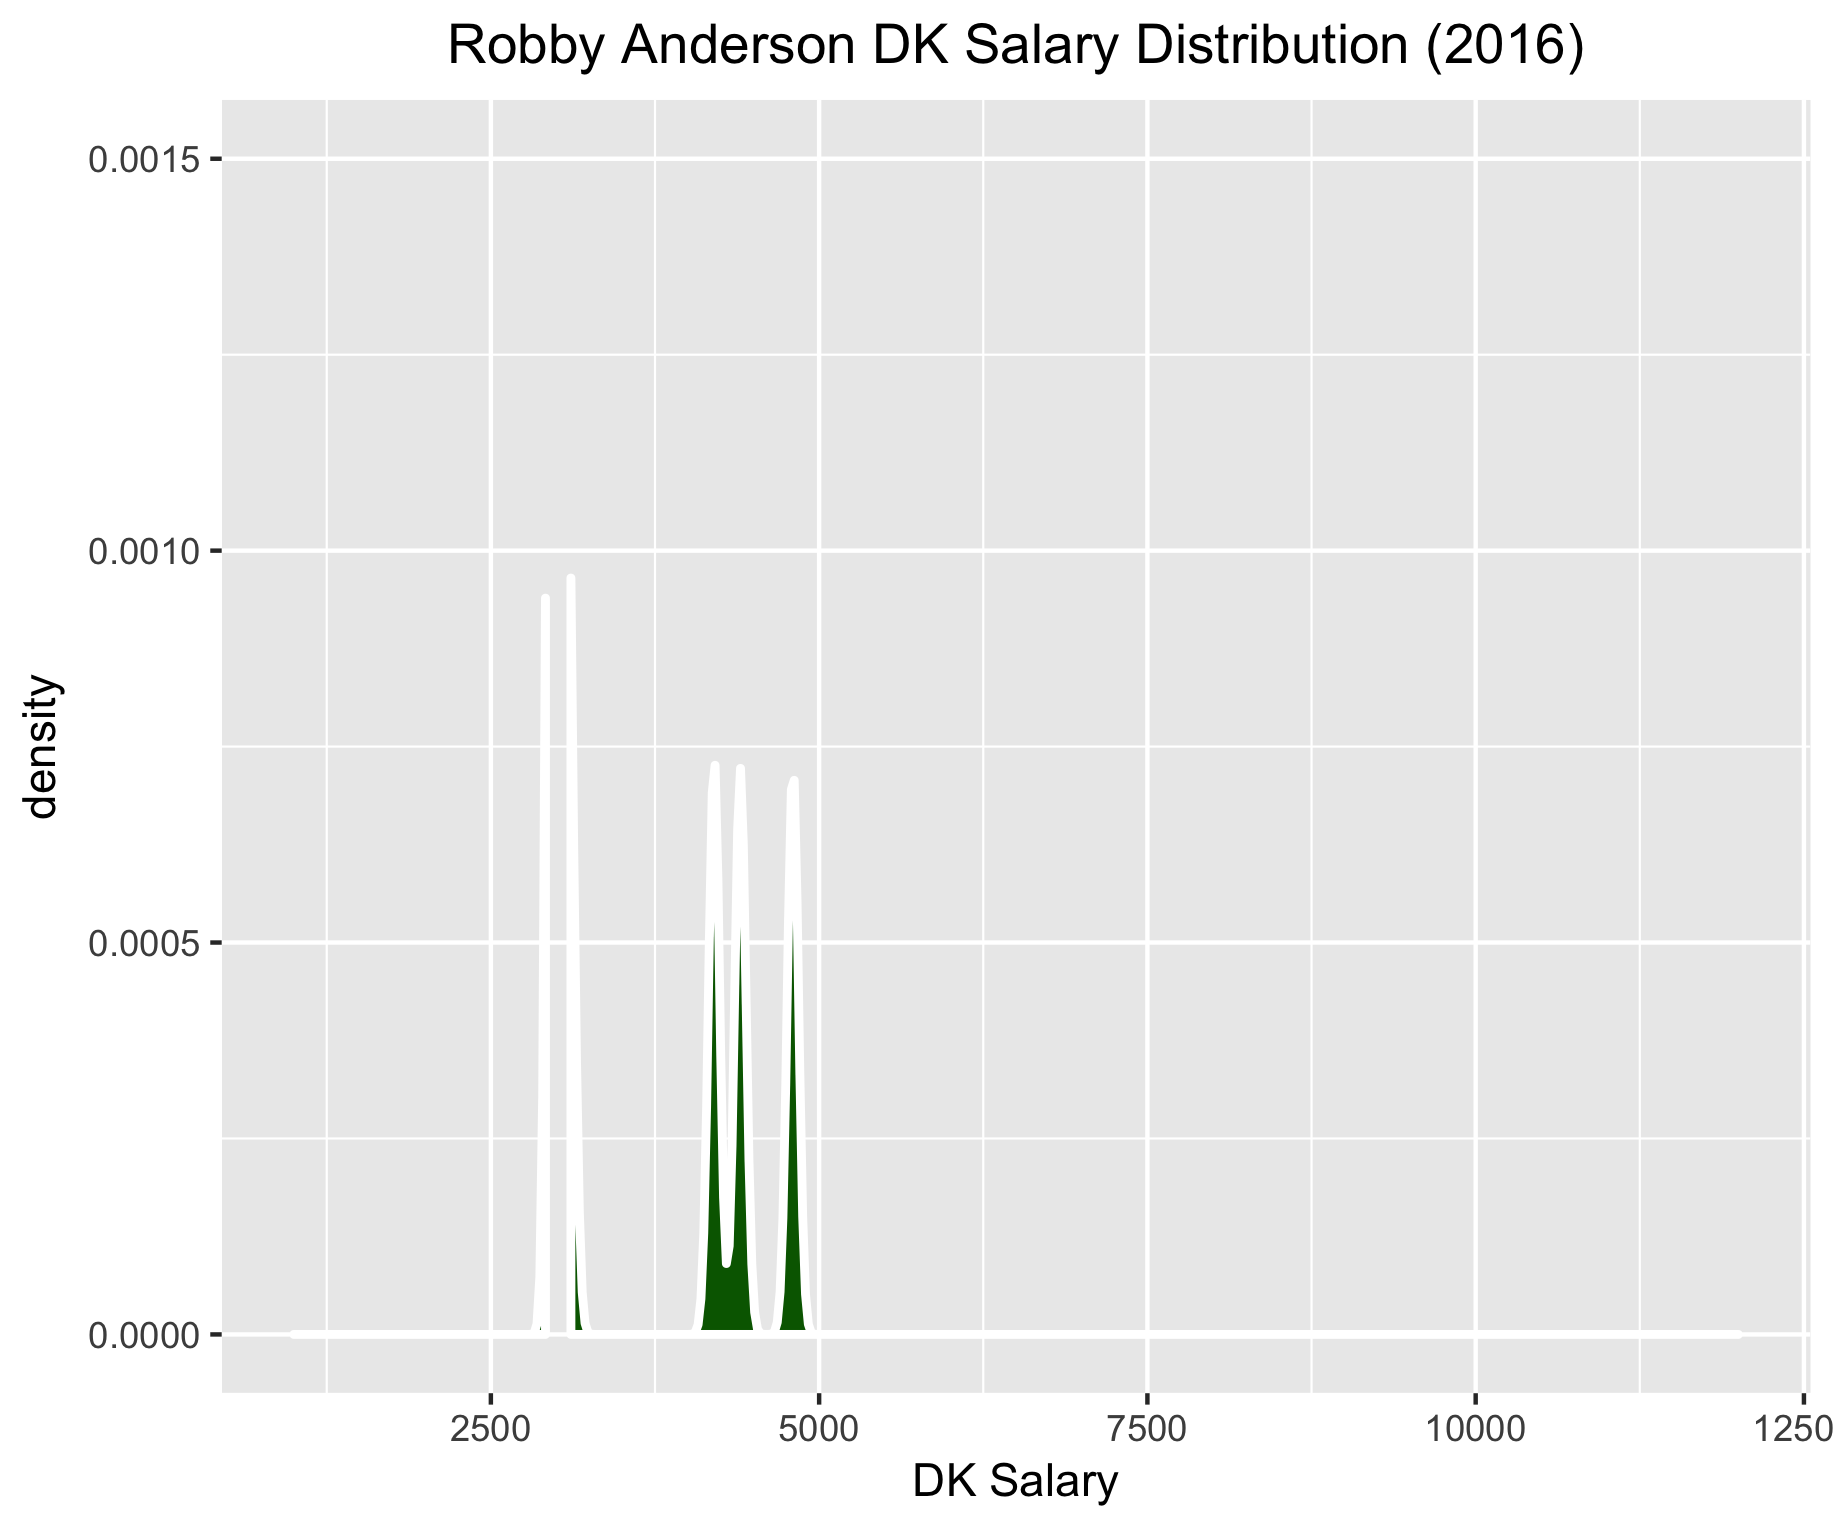 Robby Anderson DK Salary Distribution (2016)
0.0015
0.0010
0.0005
0.0000
density
2500 5000 7500 10000 1250
DK Salary